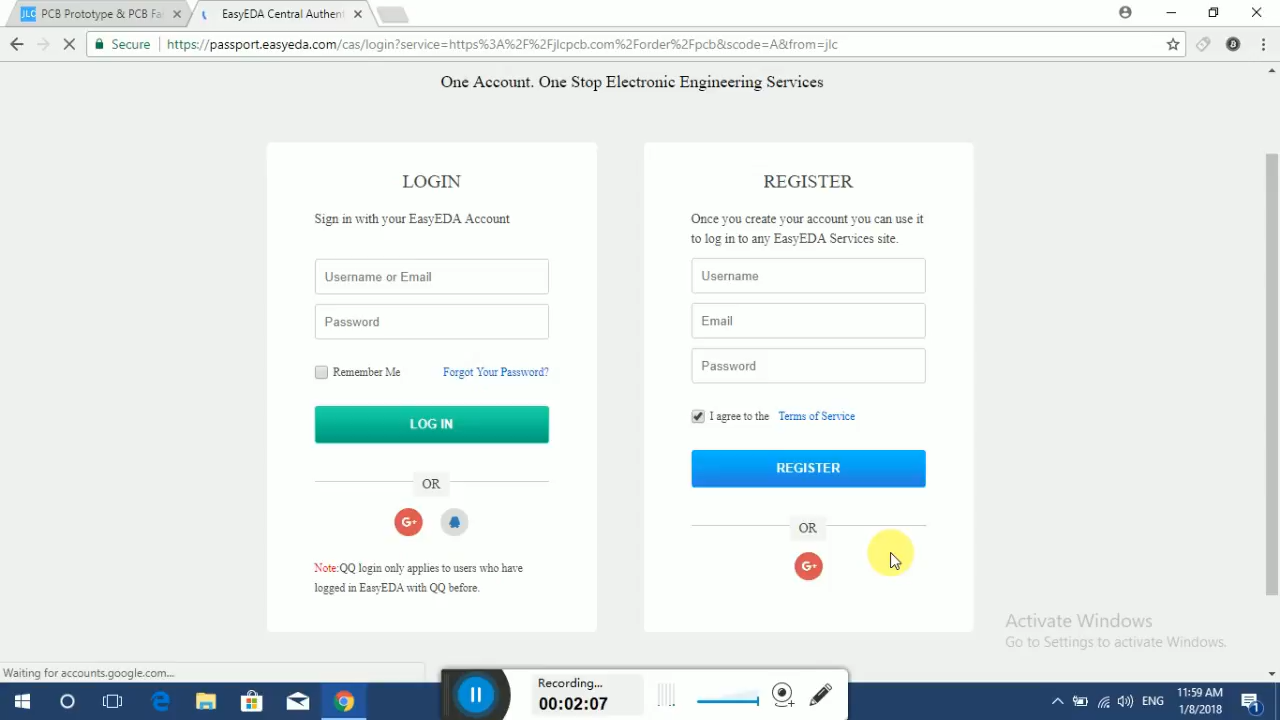 JLC PCB Prototype & PCB Fa
EasyEDA Central Authent
Secure https://passport.easyeda.com/cas/login?service=https%3A%2F%2Fjlcpcb.com%2Forder%2Fpcb&scode=A&from=jlc
One Account. One Stop Electronic Engineering Services
LOGIN
Sign in with your EasyEDA Account
Username or Email
Password
Remember Me
Forgot Your Password?
LOG IN
OR
G+
Note:QQ login only applies to users who have
logged in EasyEDA with QQ before.
REGISTER
Once you create your account you can use it
to log in to any EasyEDA Services site.
Username
Email
Password
I agree to the Terms of Service
REGISTER
OR
G+
Activate Windows
Go to Settings to activate Windows.
Waiting for accounts.google.com...
Recording...
00:02:07
ENG
11:59 AM
1/8/2018
1